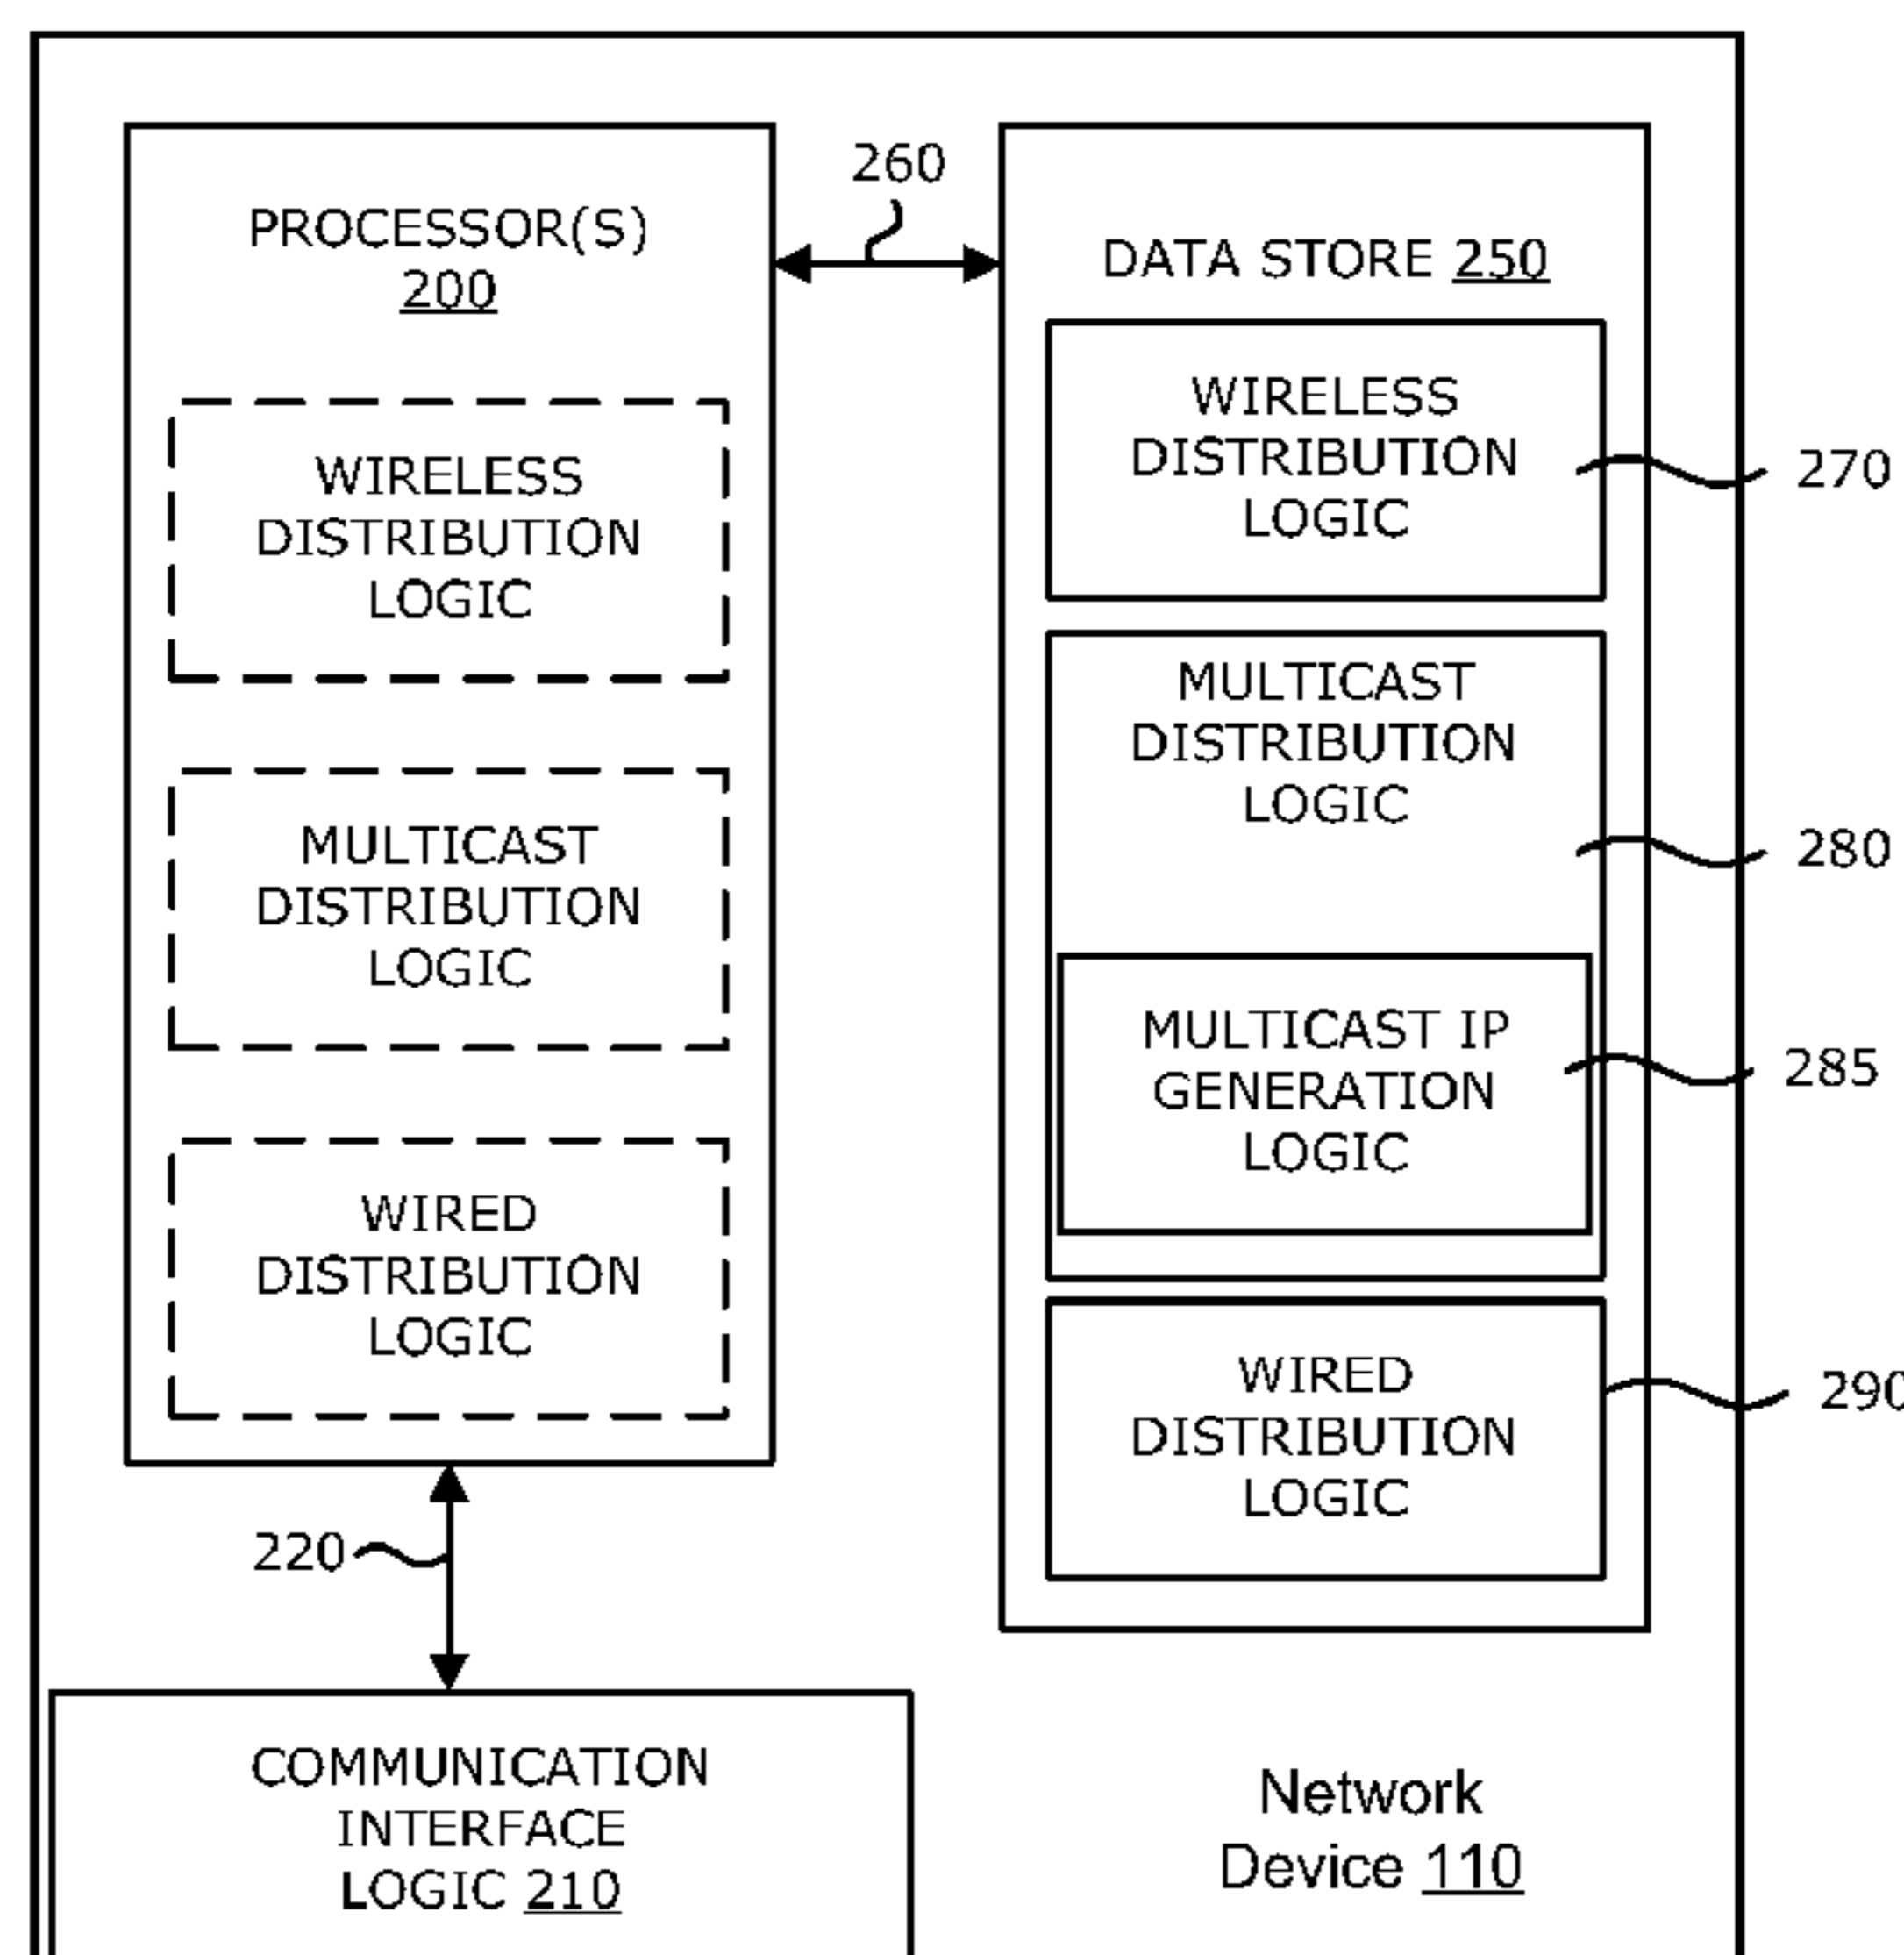 PROCESSOR(S)
200
WIRELESS
DISTRIBUTION
LOGIC
MULTICAST
DISTRIBUTION
LOGIC
WIRED
DISTRIBUTION
LOGIC
260
DATA STORE 250
WIRELESS
DISTRIBUTION
LOGIC
270
MULTICAST
DISTRIBUTION
LOGIC
280
MULTICAST IP
GENERATION
LOGIC
285
WIRED
DISTRIBUTION
LOGIC
290
220
COMMUNICATION
INTERFACE
LOGIC 210
Network
Device 110